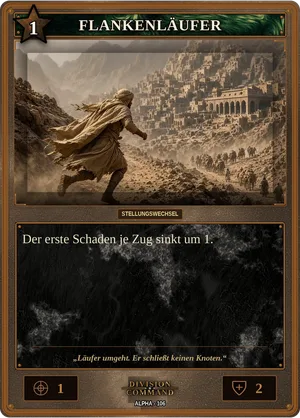 1
FLANKENLÄUFER
STELLUNGSWECHSEL
Der erste Schaden je Zug sinkt um 1.
„Läufer umgeht. Er schließt keinen Knoten.“
1
DIVISION
COMMAND
2
ALPHA · 106